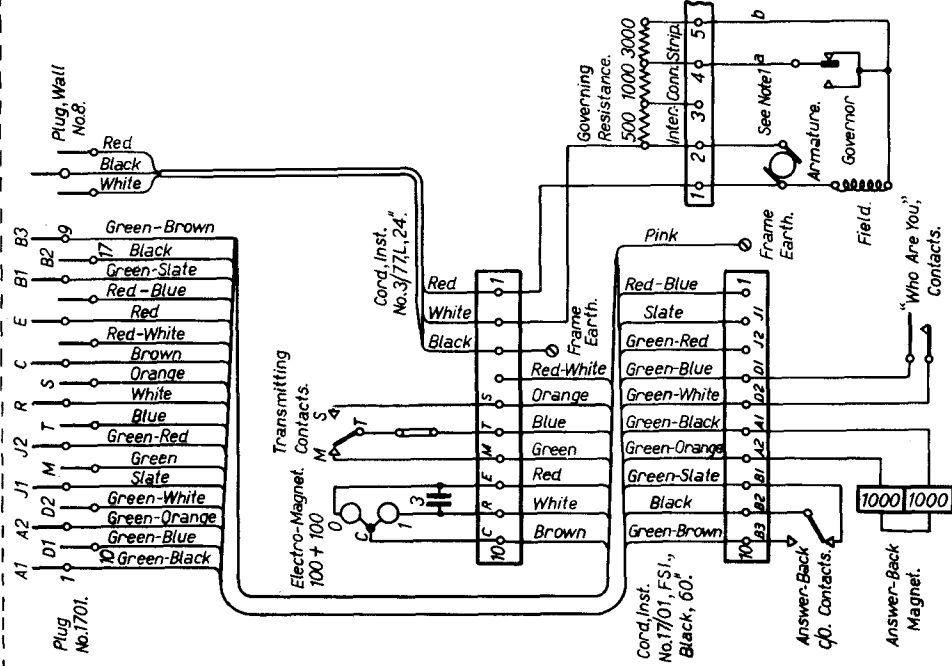 Plug, Wall
No.8.
Red
Black
White
B3
9
Green-Brown
B2
17
Black
B1
Green-Slate
Red-Blue
E
Red
Red-White
C
Brown
S
Orange
R
White
T
Blue
J2
Green-Red
M
Green
J1
Slate
D2
Green-White
A2
Green-Orange
D1
Green-Blue
A1
1
10
Green-Black
Plug
No.1701.
Cord, Inst.
No.3/77,L,24."
Red
White
Black
1
Frame
Earth.
Red-White
Orange
Blue
Green
Red
White
Brown
S
T
M
E
R
C
10
Transmitting
Contacts.
S
T
M
Electro-Magnet.
100+100
0
C
1
3
Governing
Resistance.
500 1000 3000
Inter. Conn. Strip.
1
2
3
4
5
See Note 1
a
b
Armature.
Governor
Frame
Earth.
Field.
Pink
Red-Blue
Slate
Green-Red
Green-Blue
Green-White
Green-Black
Green-Orange
Green-Slate
Black
Green-Brown
1
J1
J2
D1
D2
A1
A2
B1
B2
B3
10
Cord, Inst.
No.17/01, FS1.,
Black, 60."
"Who Are You,"
Contacts.
Answer-Back
C/O. Contacts.
1000 1000
Answer-Back
Magnet.